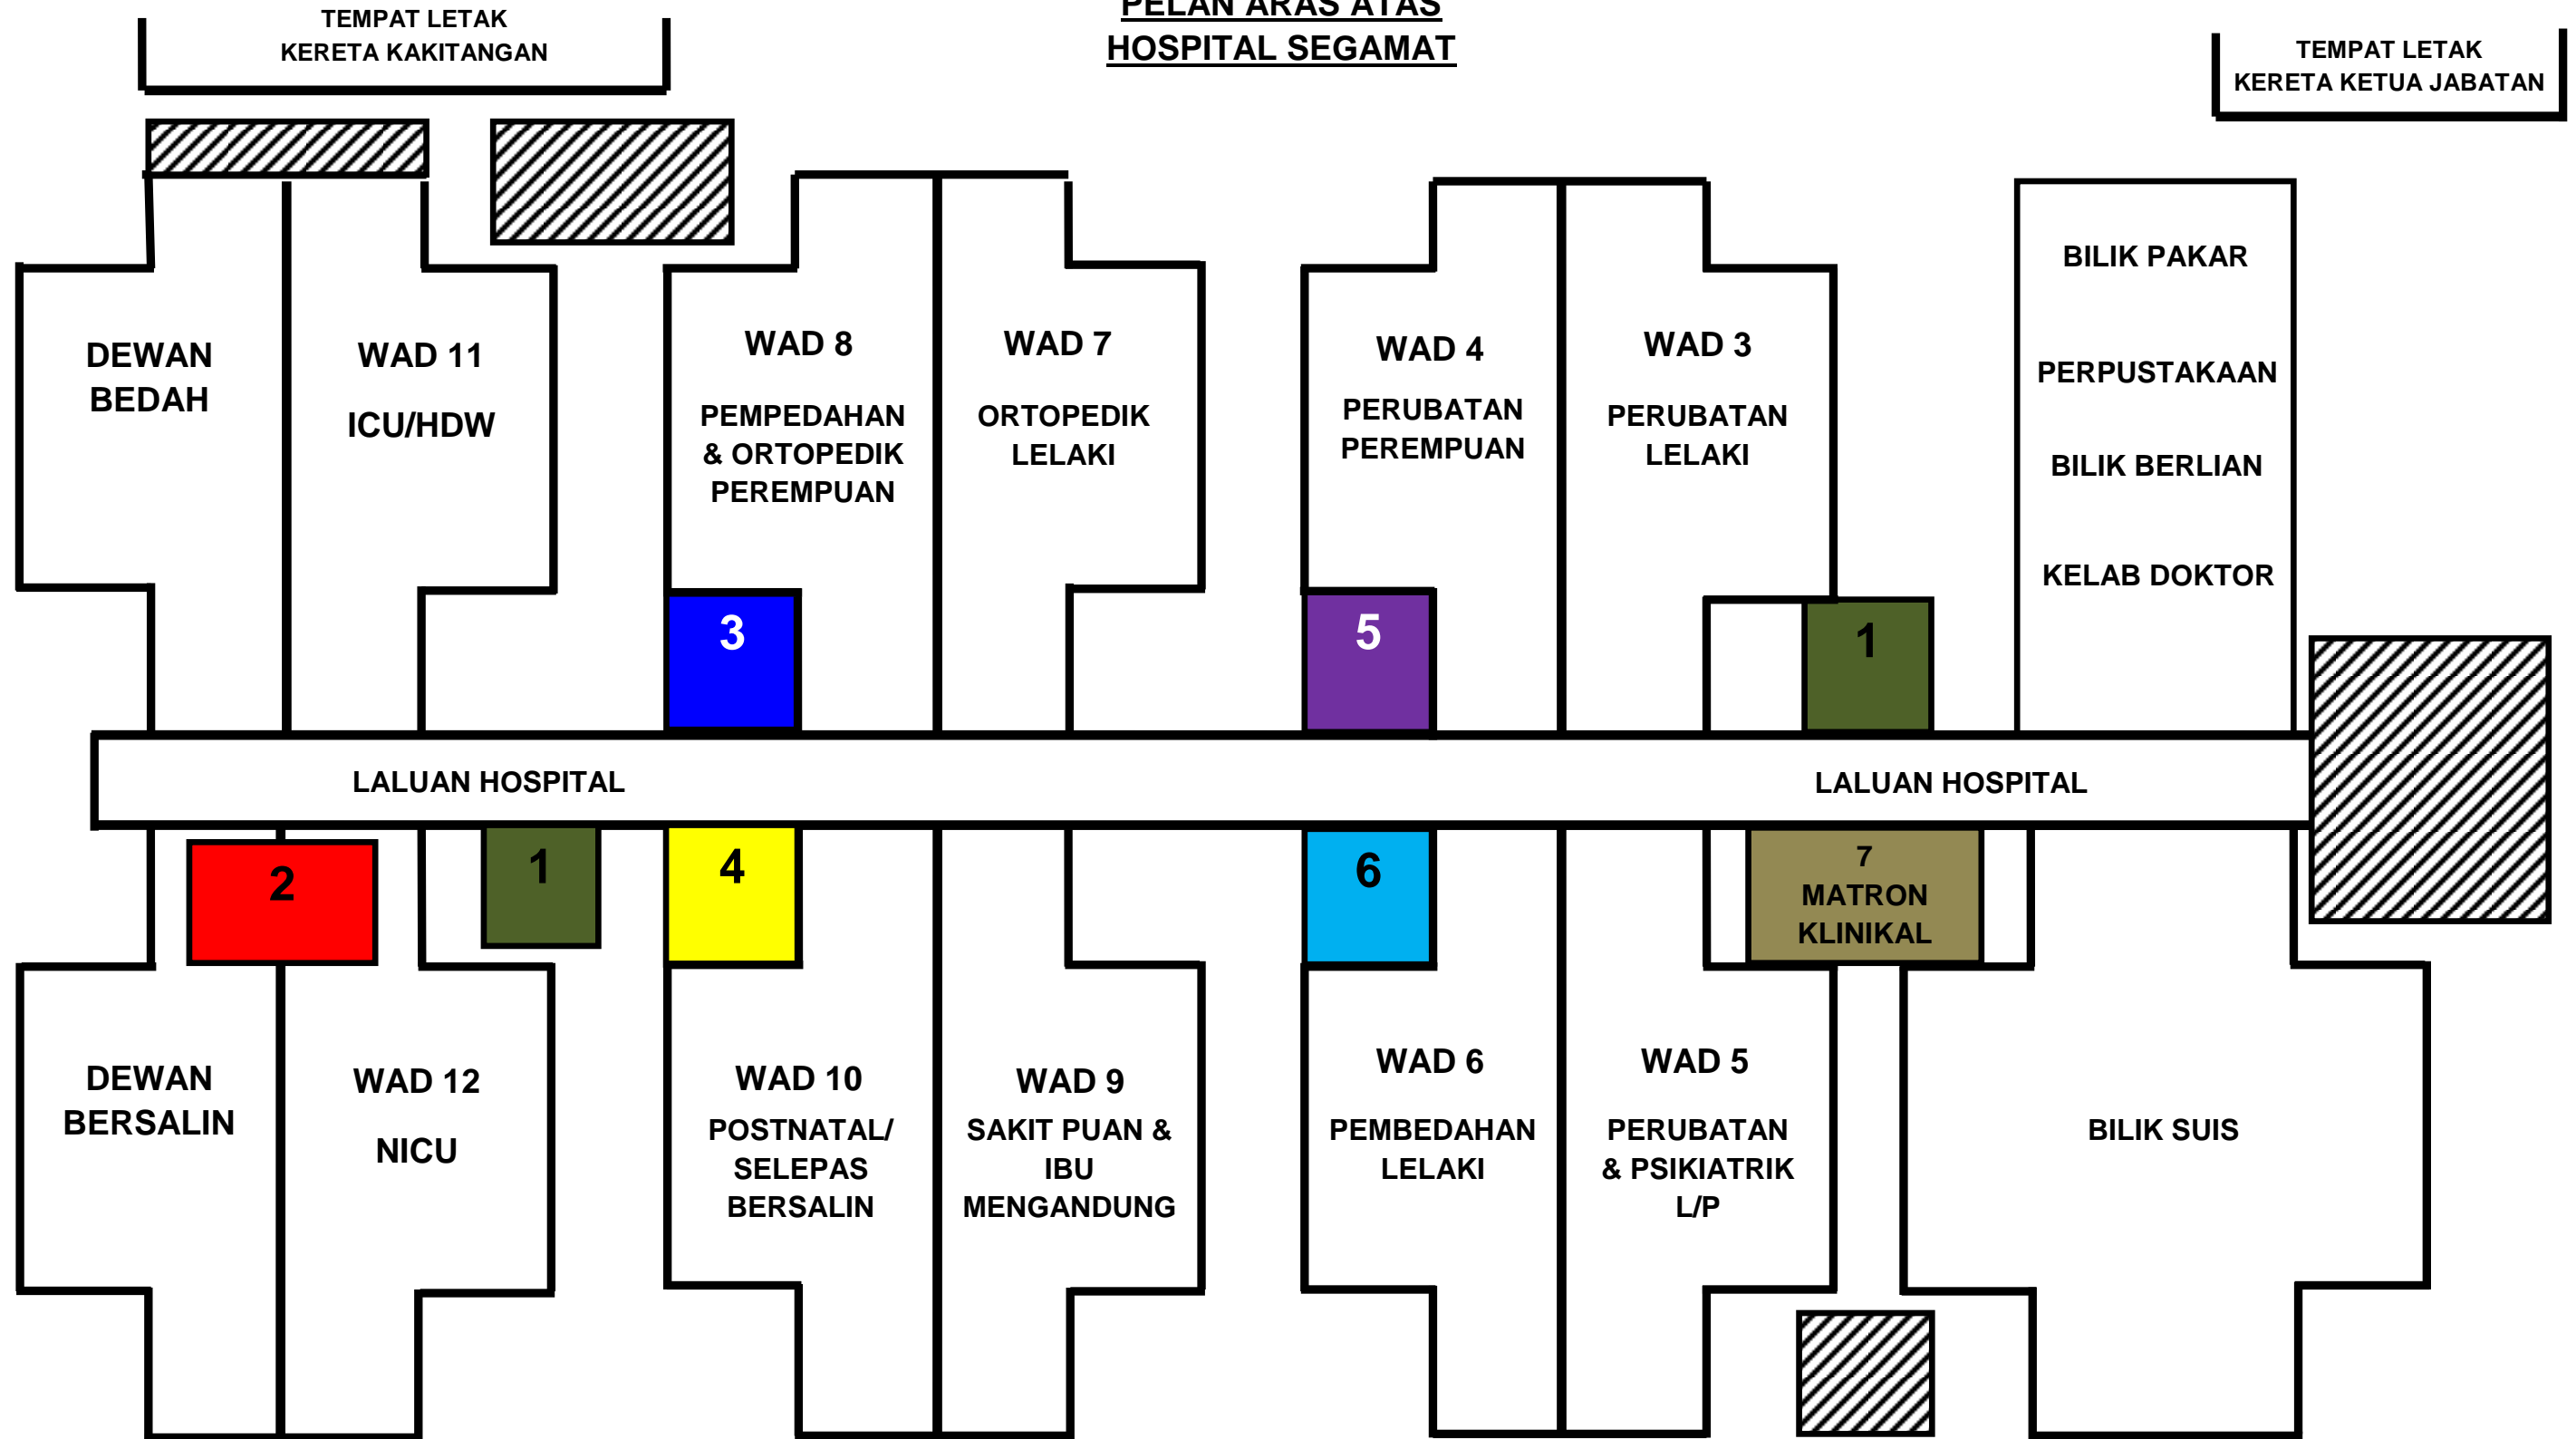 TEMPAT LETAK
KERETA KAKITANGAN
PELAN ARAS ATAS
HOSPITAL SEGAMAT
TEMPAT LETAK
KERETA KETUA JABATAN
DEWAN
BEDAH
WAD 11
ICU/HDW
WAD 8
PEMPEDAHAN
& ORTOPEDIK
PEREMPUAN
WAD 7
ORTOPEDIK
LELAKI
WAD 4
PERUBATAN
PEREMPUAN
WAD 3
PERUBATAN
LELAKI
BILIK PAKAR
PERPUSTAKAAN
BILIK BERLIAN
KELAB DOKTOR
3
5
1
LALUAN HOSPITAL
LALUAN HOSPITAL
2
1
4
6
7
MATRON
KLINIKAL
DEWAN
BERSALIN
WAD 12
NICU
WAD 10
POSTNATAL/
SELEPAS
BERSALIN
WAD 9
SAKIT PUAN &
IBU
MENGANDUNG
WAD 6
PEMBEDAHAN
LELAKI
WAD 5
PERUBATAN
& PSIKIATRIK
L/P
BILIK SUIS